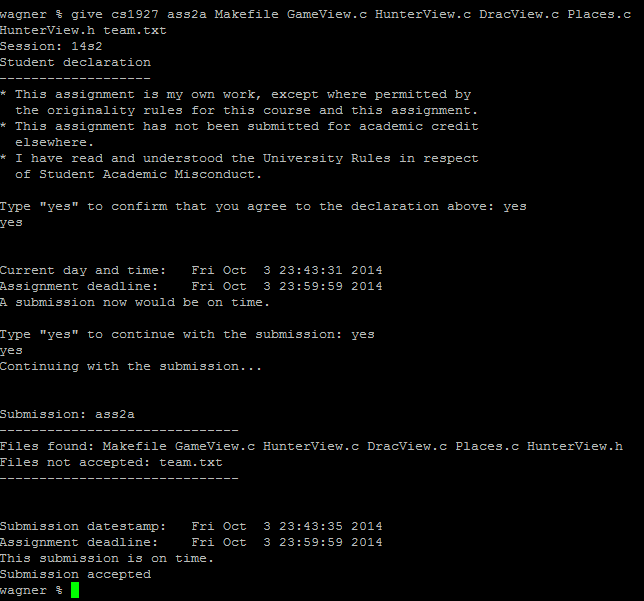 wagner % give cs1927 ass2a Makefile GameView.c HunterView.c DracView.c Places.c
HunterView.h team.txt
Session: 14s2
Student declaration
-------------------
* This assignment is my own work, except where permitted by
  the originality rules for this course and this assignment.
* This assignment has not been submitted for academic credit
  elsewhere.
* I have read and understood the University Rules in respect
  of Student Academic Misconduct.
Type "yes" to confirm that you agree to the declaration above: yes
yes
Current day and time:   Fri Oct  3 23:43:31 2014
Assignment deadline:    Fri Oct  3 23:59:59 2014
A submission now would be on time.
Type "yes" to continue with the submission: yes
yes
Continuing with the submission...
Submission: ass2a
------------------------------
Files found: Makefile GameView.c HunterView.c DracView.c Places.c HunterView.h
Files not accepted: team.txt
------------------------------
Submission datestamp:   Fri Oct  3 23:43:35 2014
Assignment deadline:    Fri Oct  3 23:59:59 2014
This submission is on time.
Submission accepted
wagner %